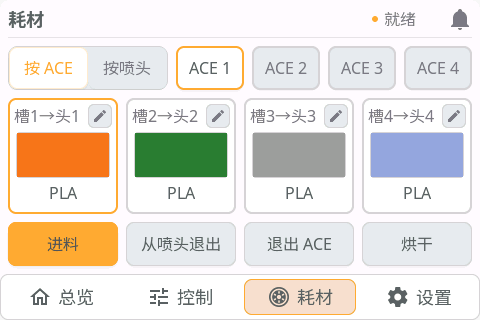 耗材
就绪
按 ACE 按喷头 ACE 1 ACE 2 ACE 3 ACE 4
槽1→头1 槽2→头2 槽3→头3 槽4→头4
PLA PLA PLA PLA
进料 从喷头退出 退出 ACE 烘干
总览 控制 耗材 设置